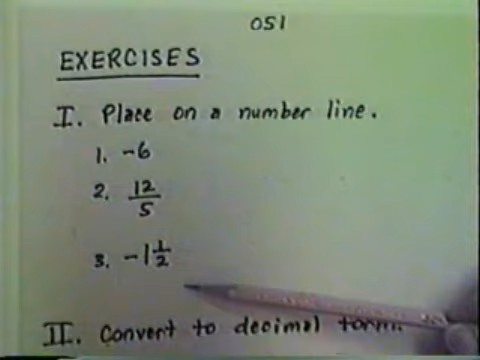 051
EXERCISES
I. Place on a number line.
1. -6
2. 12/5
3. -1 1/2
II. Convert to decimal form.